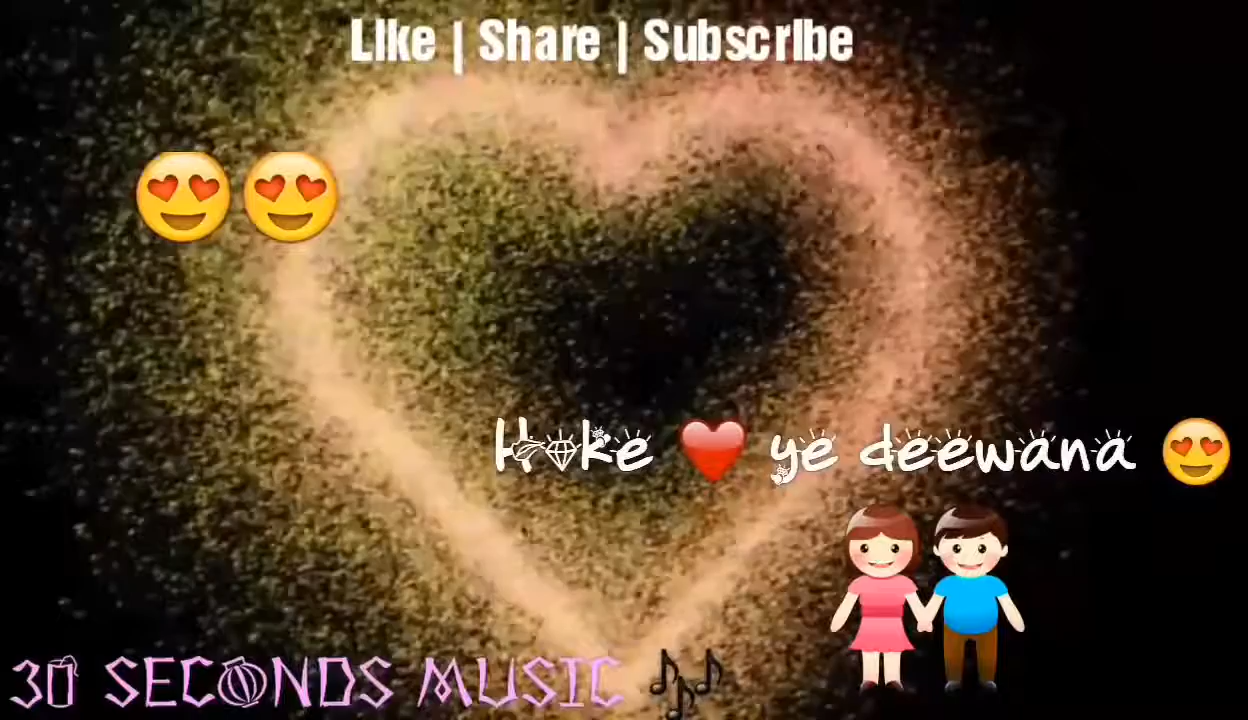 Like | Share | Subscribe
😍😍
Hoke ❤️ ye deewana 😍
👫
30 SECONDS MUSIC 🎶